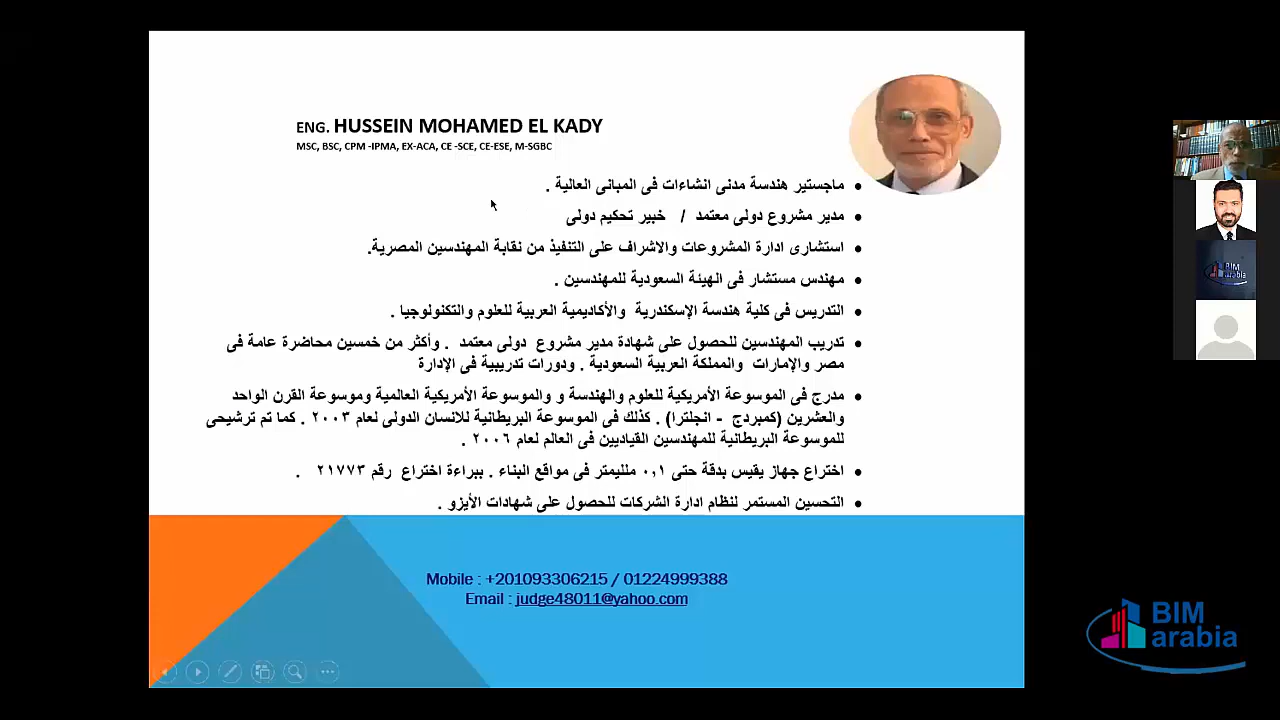 ENG. HUSSEIN MOHAMED EL KADY
MSC, BSC, CPM -IPMA, EX-ACA, CE -SCE, CE-ESE, M-SGBC
• ماجستير هندسة مدنى انشاءات فى المبانى العالية .
• مدير مشروع دولى معتمد / خبير تحكيم دولى
• استشارى ادارة المشروعات والاشراف على التنفيذ من نقابة المهندسين المصرية.
• مهندس مستشار فى الهيئة السعودية للمهندسين .
• التدريس فى كلية هندسة الإسكندرية والأكاديمية العربية للعلوم والتكنولوجيا .
• تدريب المهندسين للحصول على شهادة مدير مشروع دولى معتمد . وأكثر من خمسين محاضرة عامة فى
مصر والإمارات والمملكة العربية السعودية . ودورات تدريبية فى الإدارة
• مدرج فى الموسوعة الأمريكية للعلوم والهندسة و والموسوعة الأمريكية العالمية وموسوعة القرن الواحد
والعشرين (كمبردج - انجلترا) . كذلك فى الموسوعة البريطانية للانسان الدولى لعام ٢٠٠٣ . كما تم ترشيحى
للموسوعة البريطانية للمهندسين القياديين فى العالم لعام ٢٠٠٦ .
• اختراع جهاز يقيس بدقة حتى ٠,١ ملليمتر فى مواقع البناء . ببراءة اختراع رقم ٢١٧٧٣ .
• التحسين المستمر لنظام ادارة الشركات للحصول على شهادات الأيزو .
Mobile : +201093306215 / 01224999388
Email : judge48011@yahoo.com
BIM
arabia
BIM
arabia